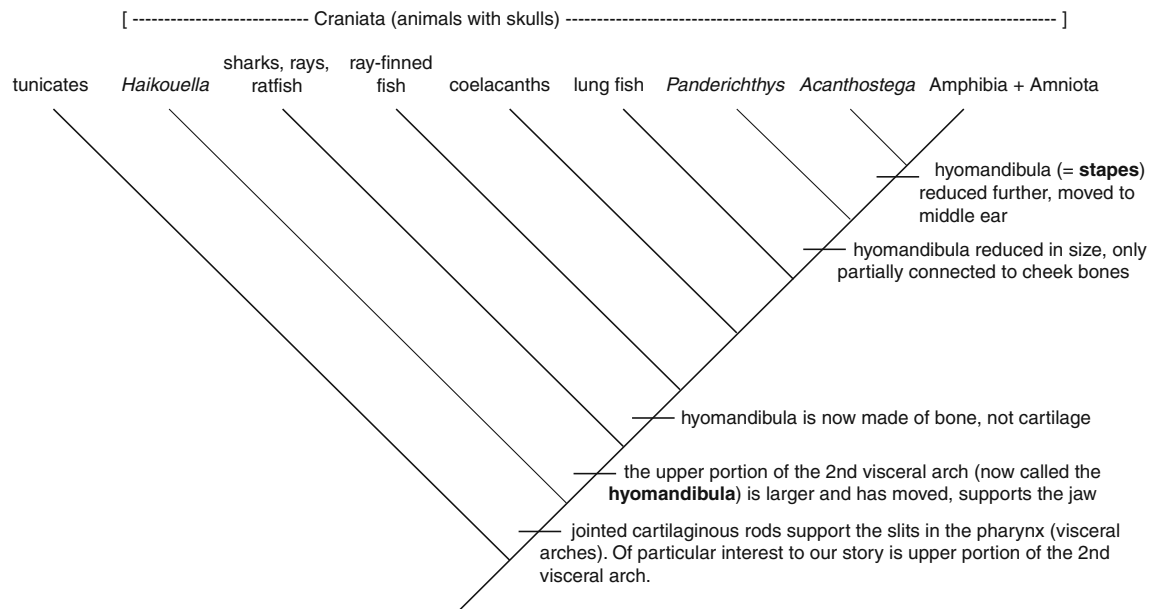 [ --------------------------- Craniata (animals with skulls) ---------------------------------------------------------------------------- ]
tunicates
Haikouella
sharks, rays,
ratfish
ray-finned
fish
coelacanths
lung fish
Panderichthys
Acanthostega
Amphibia + Amniota
hyomandibula (= stapes)
reduced further, moved to
middle ear
hyomandibula reduced in size, only
partially connected to cheek bones
hyomandibula is now made of bone, not cartilage
the upper portion of the 2nd visceral arch (now called the
hyomandibula) is larger and has moved, supports the jaw
jointed cartilaginous rods support the slits in the pharynx (visceral
arches). Of particular interest to our story is upper portion of the 2nd
visceral arch.